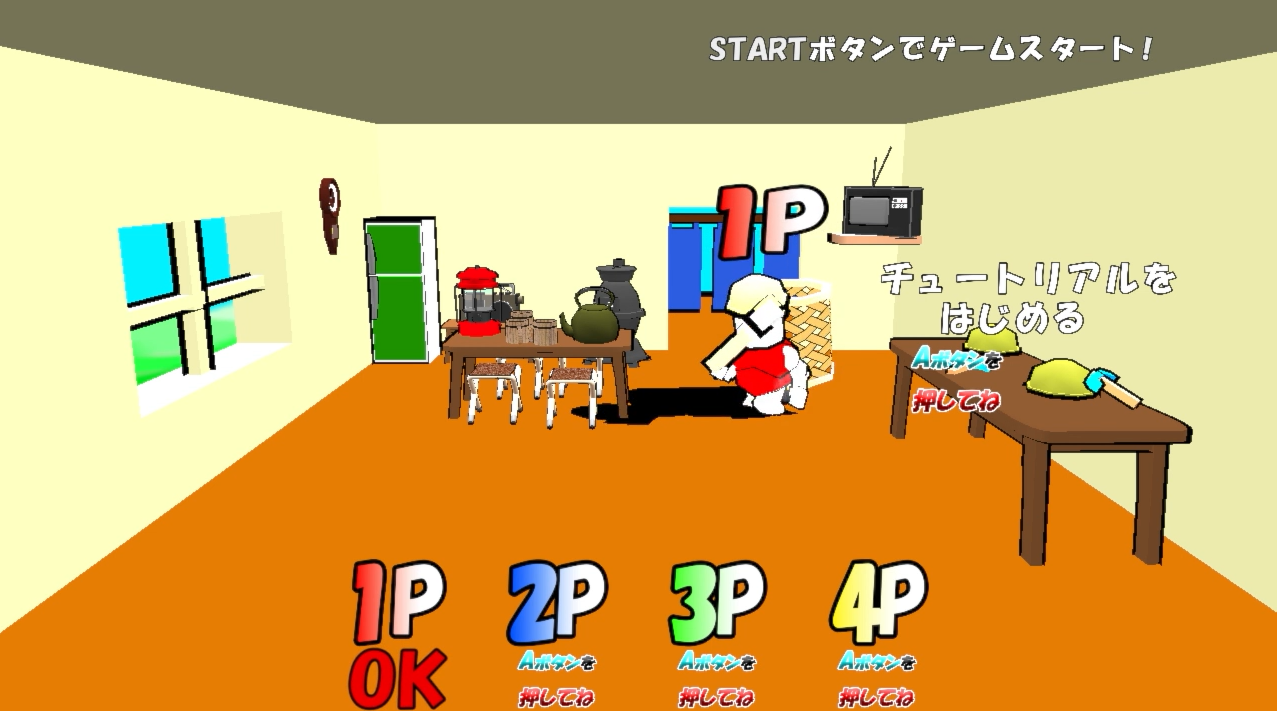 STARTボタンでゲームスタート!
1P
チュートリアルを
はじめる
Aボタンを
押してね
1P
2P
3P
4P
OK
Aボタンを
押してね
Aボタンを
押してね
Aボタンを
押してね